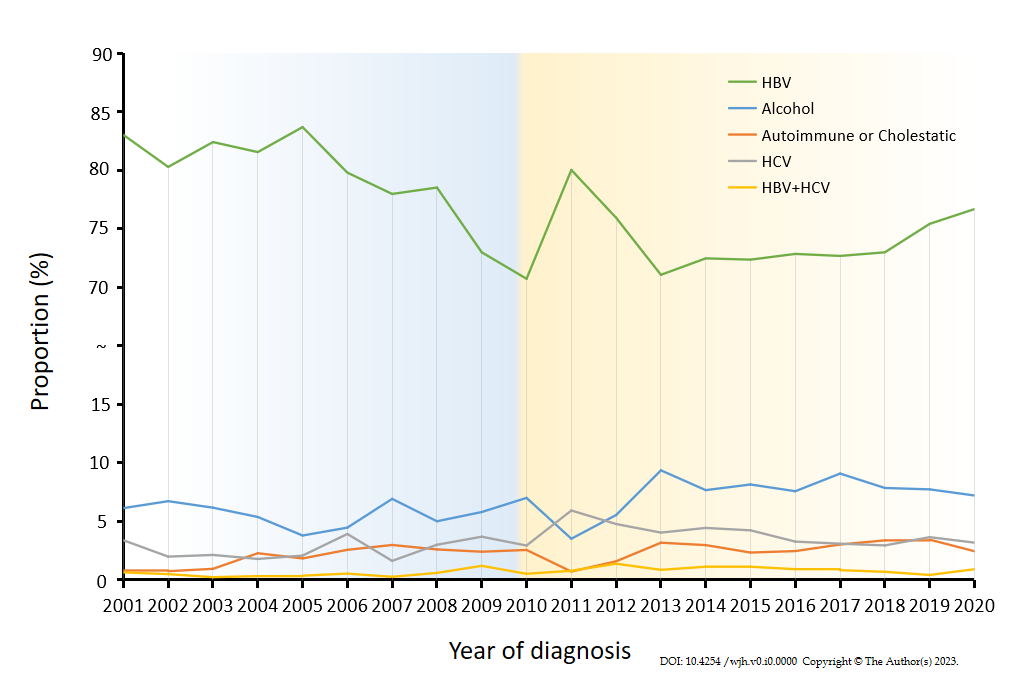 90
85
80
75
70
~
15
10
5
0
Proportion (%)
HBV
Alcohol
Autoimmune or Cholestatic
HCV
HBV+HCV
2001 2002 2003 2004 2005 2006 2007 2008 2009 2010 2011 2012 2013 2014 2015 2016 2017 2018 2019 2020
Year of diagnosis
DOI: 10.4254 /wjh.v0.i0.0000 Copyright © The Author(s) 2023.